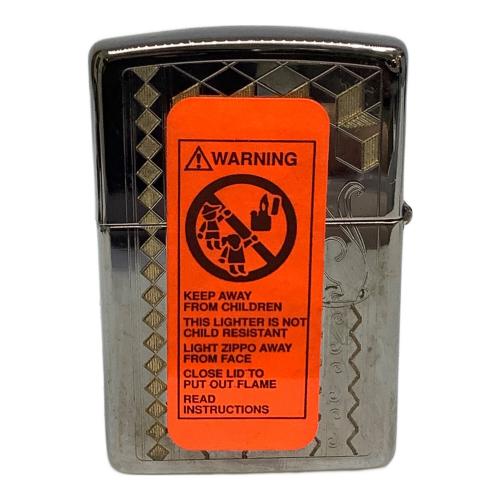 WARNING
KEEP AWAY
FROM CHILDREN
THIS LIGHTER IS NOT
CHILD RESISTANT
LIGHT ZIPPO AWAY
FROM FACE
CLOSE LID TO
PUT OUT FLAME
READ
INSTRUCTIONS